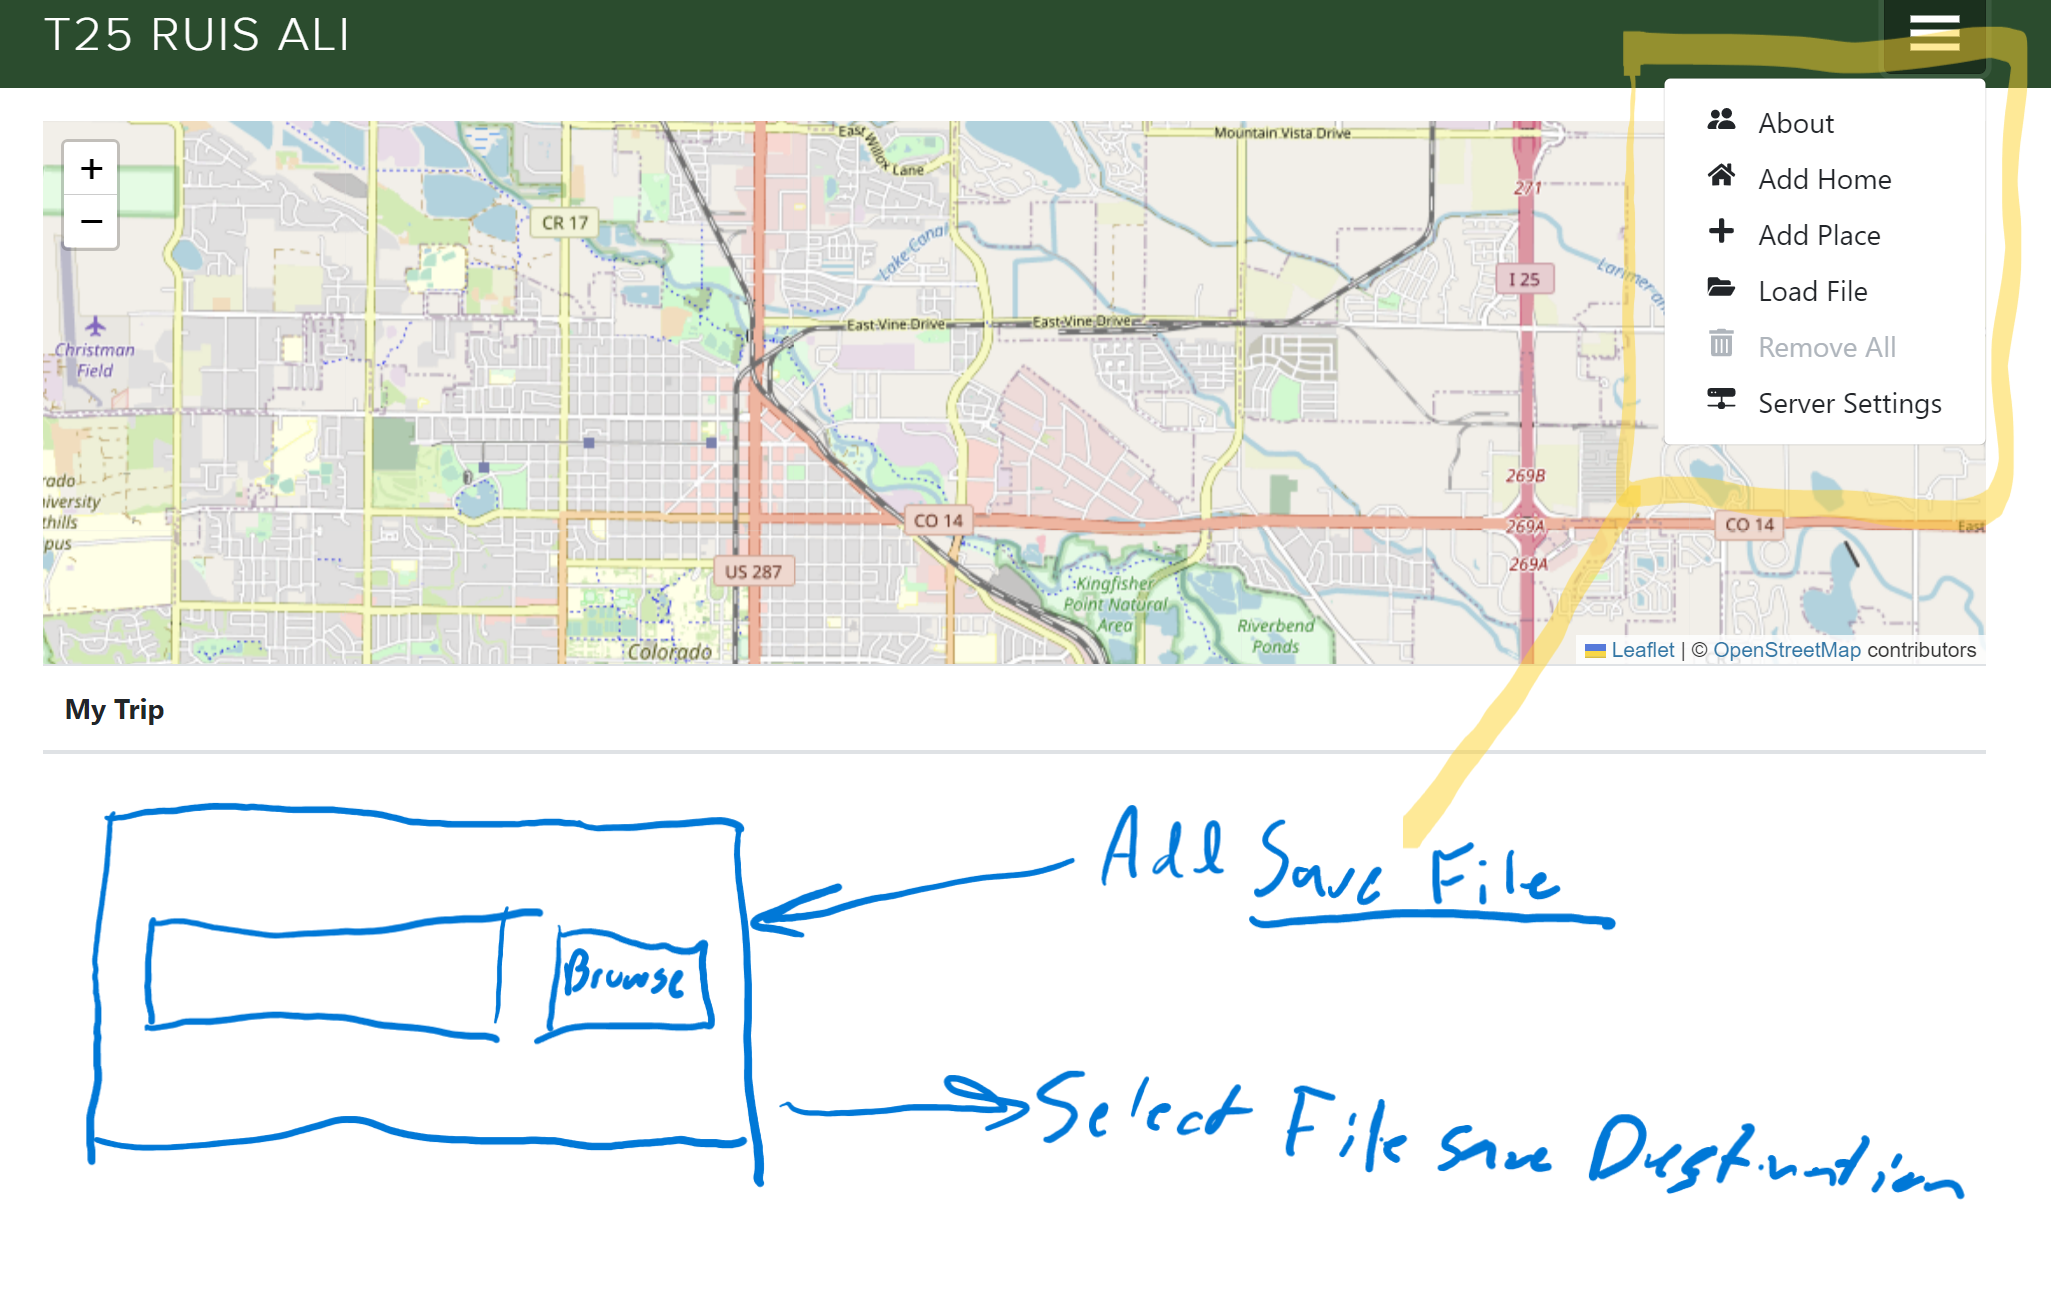 T25 RUIS ALI
About
Add Home
Add Place
Load File
Remove All
Server Settings
+
−
East Willox Lane
Mountain Vista Drive
271
CR 17
Lake Canal
I 25
Larimer
Christman
Field
East Vine Drive
East Vine Drive
rado
iversity
thills
pus
269B
CO 14
269A
CO 14
East
US 287
269A
Kingfisher
Point Natural
Area
Riverbend
Ponds
Colorado
Leaflet | © OpenStreetMap contributors
My Trip
Add Save File
Browse
Select File save Destination